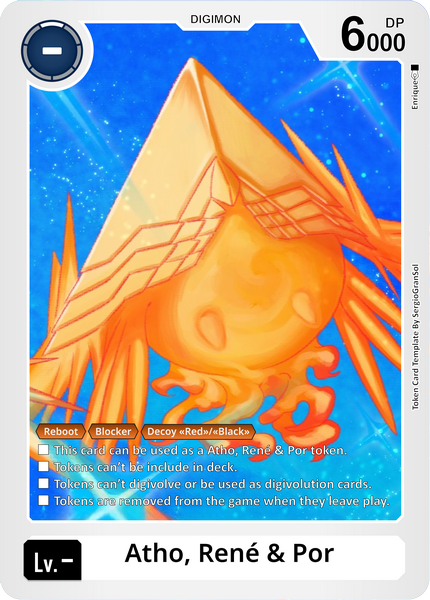 DIGIMON
–
DP
6000
Enrique
Token Card Template By SergioGranSol
Reboot Blocker Decoy «Red»/«Black»
This card can be used as a Atho, René & Por token.
Tokens can't be include in deck.
Tokens can't digivolve or be used as digivolution cards.
Tokens are removed from the game when they leave play.
Lv.–
Atho, René & Por